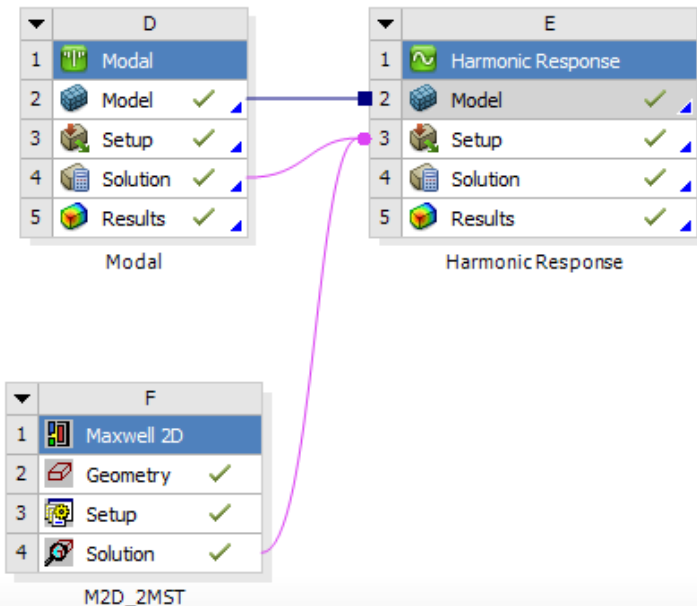 D
1 Modal
2 Model
3 Setup
4 Solution
5 Results
Modal
E
1 Harmonic Response
2 Model
3 Setup
4 Solution
5 Results
Harmonic Response
F
1 Maxwell 2D
2 Geometry
3 Setup
4 Solution
M2D_2MST